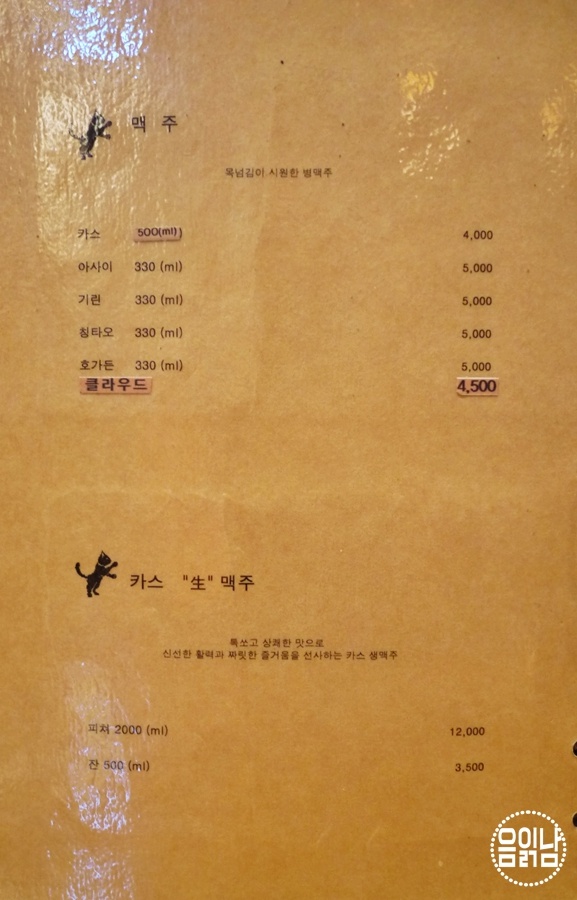 맥 주
목넘김이 시원한 병맥주
카스 500(ml) 4,000
아사이 330 (ml) 5,000
기린 330 (ml) 5,000
칭타오 330 (ml) 5,000
호가든 330 (ml) 5,000
클라우드 4,500
카스 "生" 맥주
톡쏘고 상쾌한 맛으로
신선한 활력과 짜릿한 즐거움을 선사하는 카스 생맥주
피쳐 2000 (ml) 12,000
잔 500 (ml) 3,500